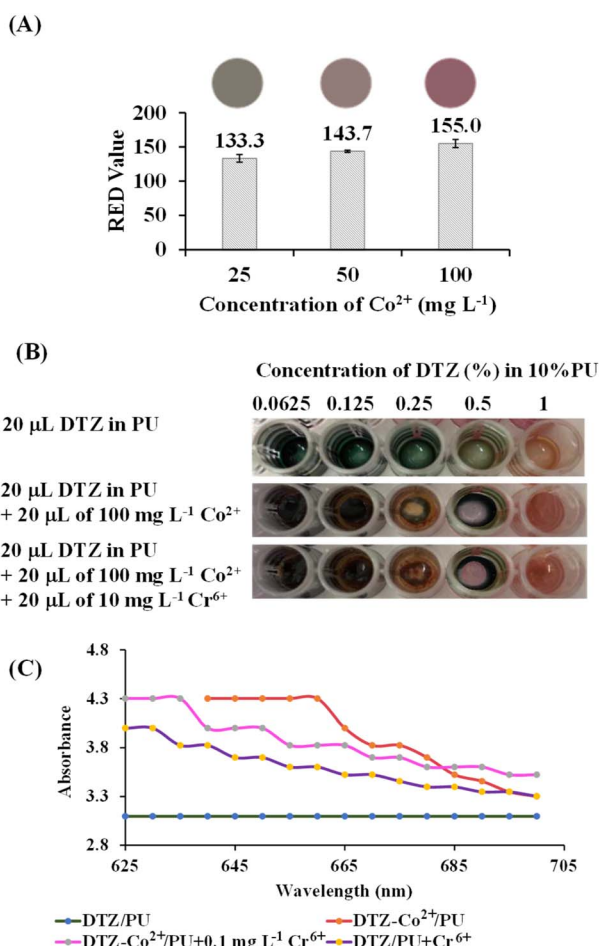 (A)
200
150
100
50
0
RED Value
133.3
143.7
155.0
25 50 100
Concentration of Co²⁺ (mg L⁻¹)
(B)
Concentration of DTZ (%) in 10%PU
0.0625 0.125 0.25 0.5 1
20 μL DTZ in PU
20 μL DTZ in PU
+ 20 μL of 100 mg L⁻¹ Co²⁺
20 μL DTZ in PU
+ 20 μL of 100 mg L⁻¹ Co²⁺
+ 20 μL of 10 mg L⁻¹ Cr⁶⁺
(C)
4.8
4.3
3.8
3.3
2.8
Absorbance
625 645 665 685 705
Wavelength (nm)
DTZ/PU DTZ-Co²⁺/PU
DTZ-Co²⁺/PU+0.1 mg L⁻¹ Cr⁶⁺ DTZ/PU+Cr⁶⁺